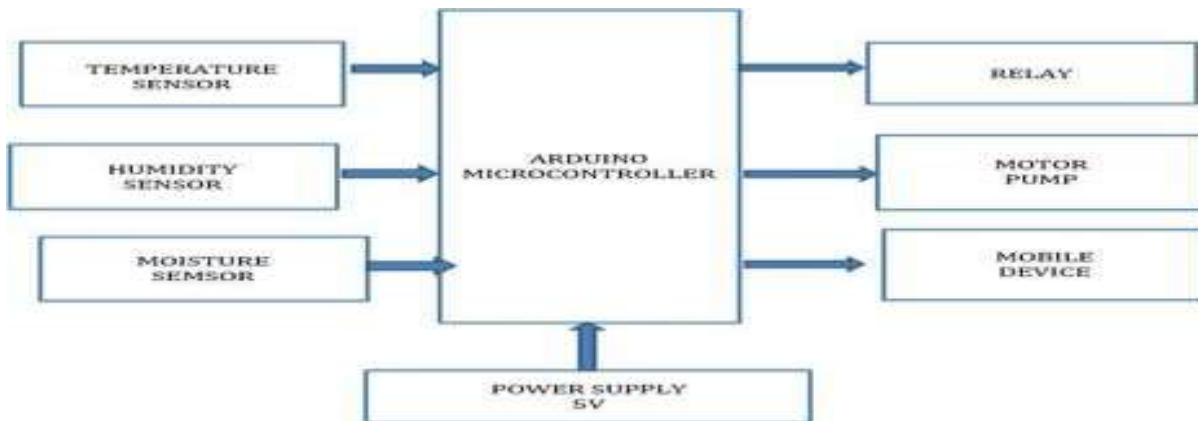 TEMPERATURE
SENSOR
HUMIDITY
SENSOR
MOISTURE
SEMSOR
ARDUINO
MICROCONTROLLER
RELAY
MOTOR
PUMP
MOBILE
DEVICE
POWER SUPPLY
5V